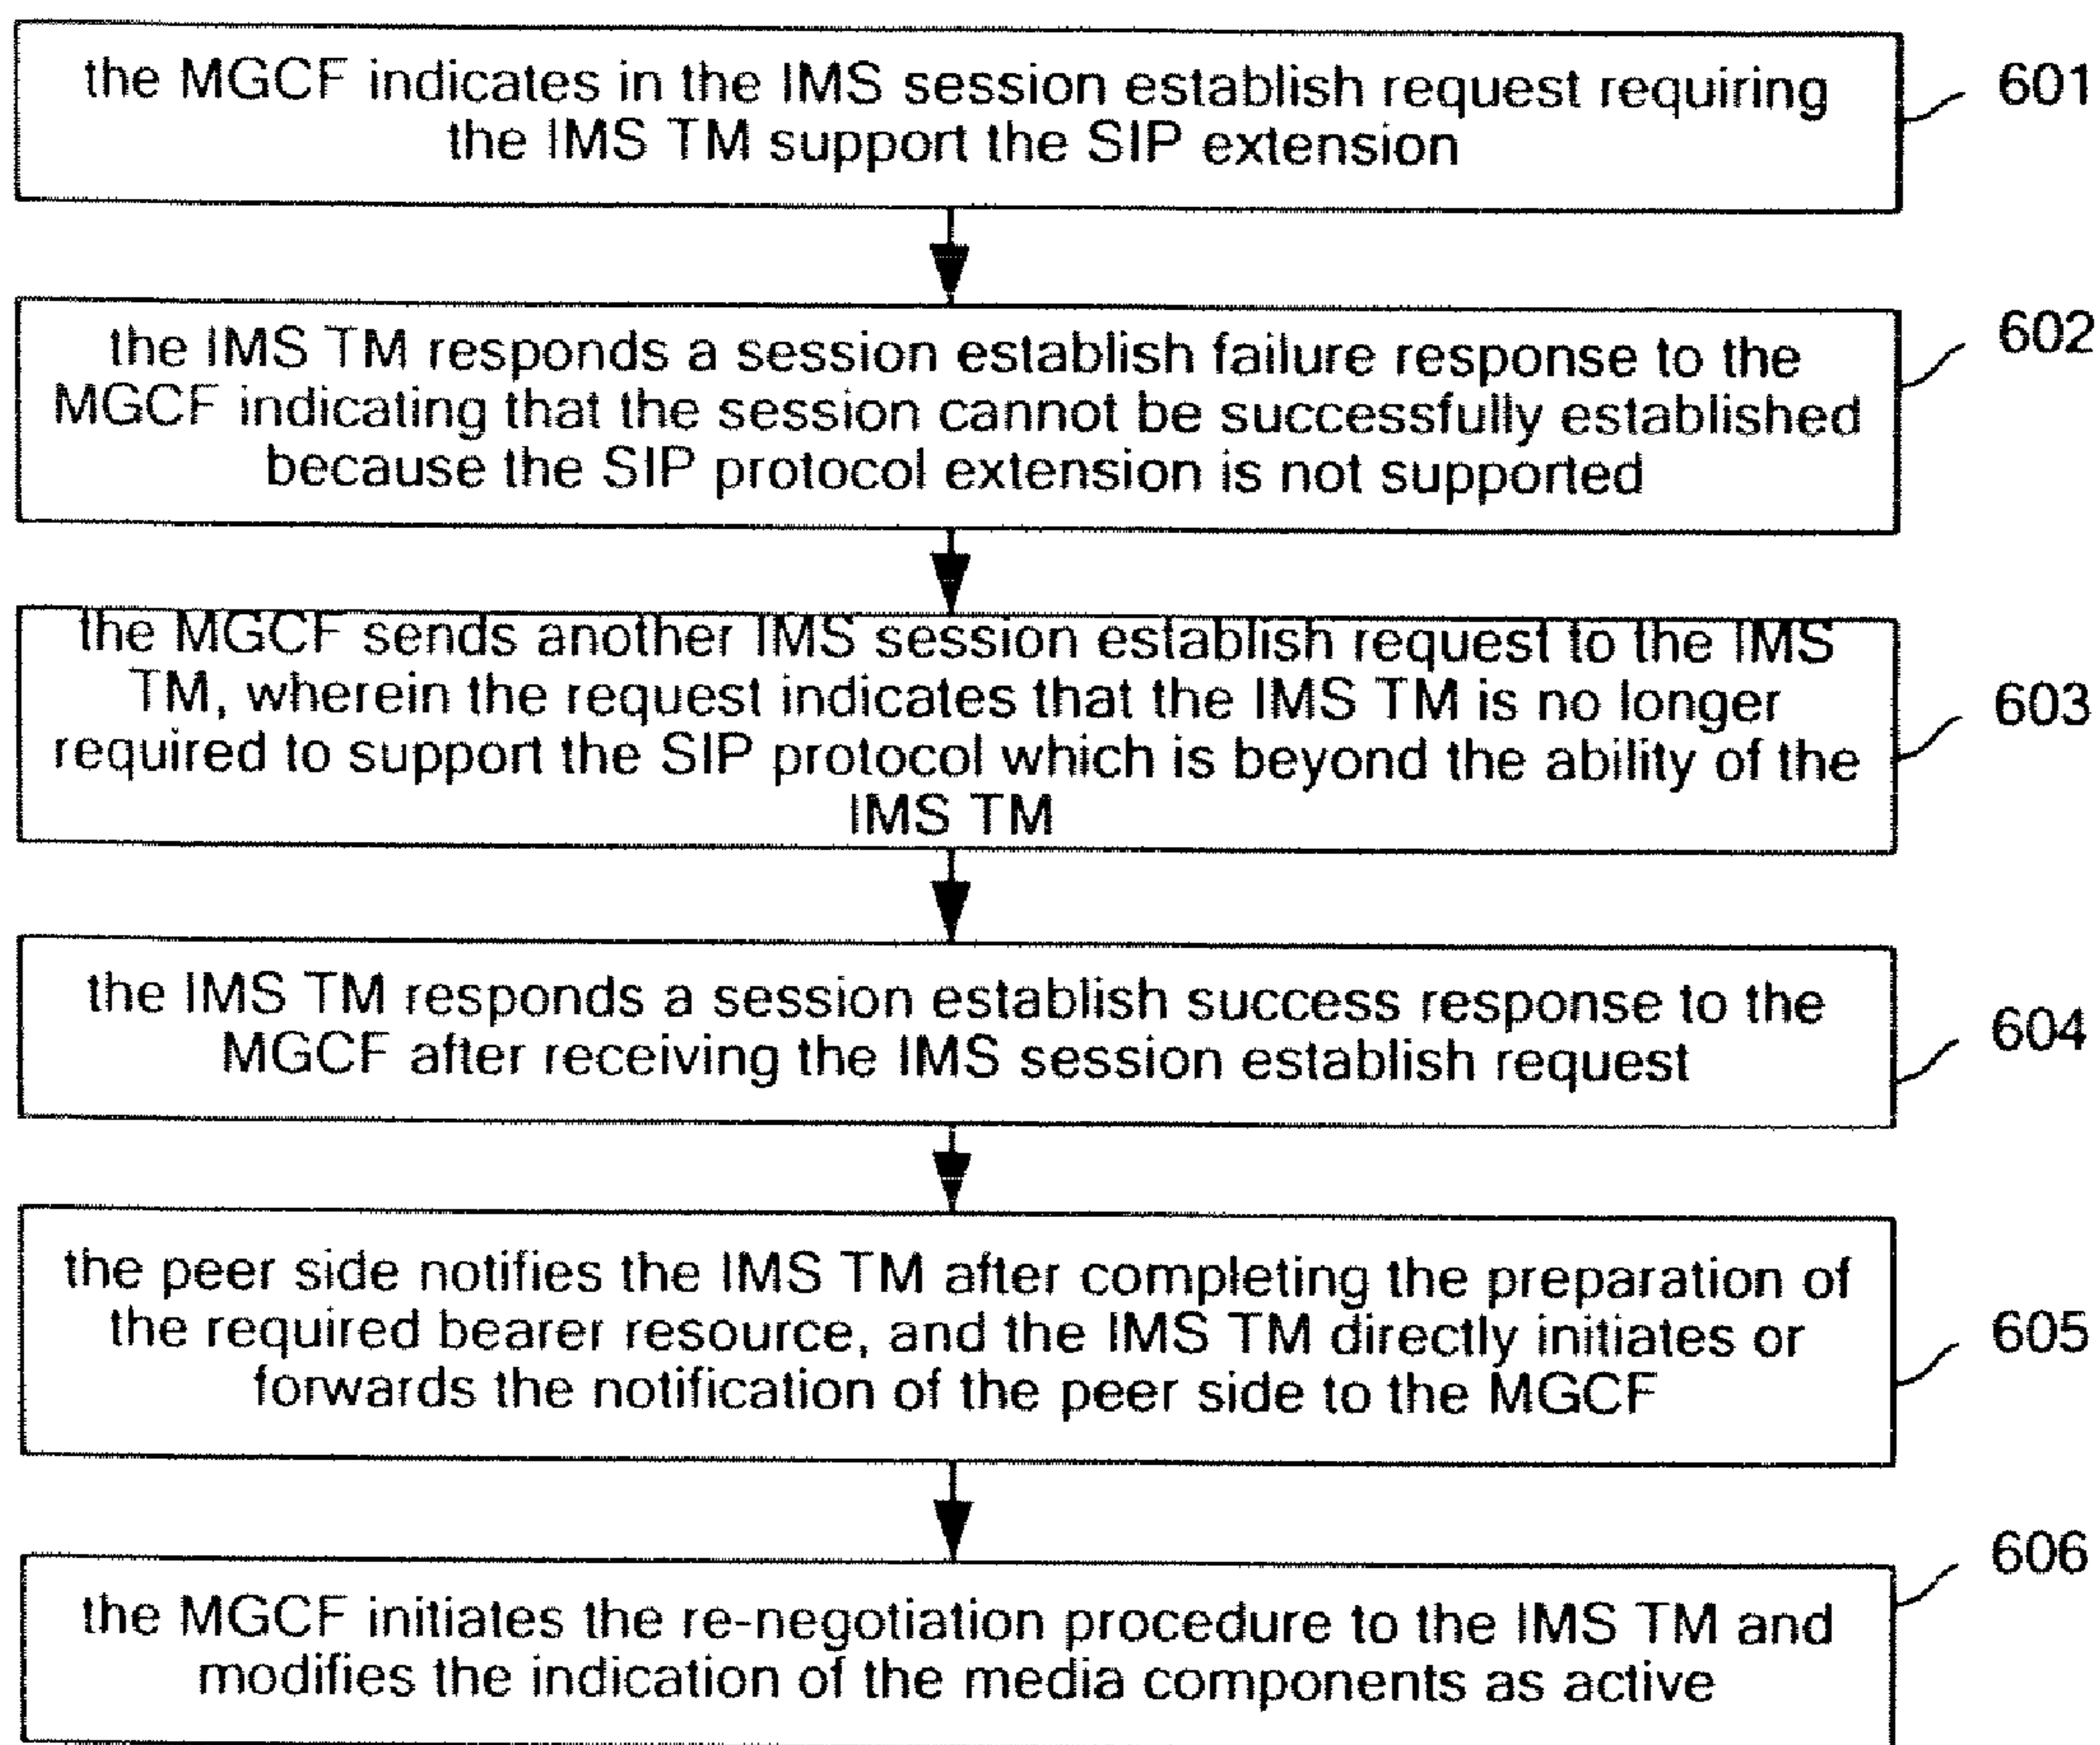 the MGCF indicates in the IMS session establish request requiring
the IMS TM support the SIP extension
601
the IMS TM responds a session establish failure response to the
MGCF indicating that the session cannot be successfully established
because the SIP protocol extension is not supported
602
the MGCF sends another IMS session establish request to the IMS
TM, wherein the request indicates that the IMS TM is no longer
required to support the SIP protocol which is beyond the ability of the
IMS TM
603
the IMS TM responds a session establish success response to the
MGCF after receiving the IMS session establish request
604
the peer side notifies the IMS TM after completing the preparation of
the required bearer resource, and the IMS TM directly initiates or
forwards the notification of the peer side to the MGCF
605
the MGCF initiates the re-negotiation procedure to the IMS TM and
modifies the indication of the media components as active
606